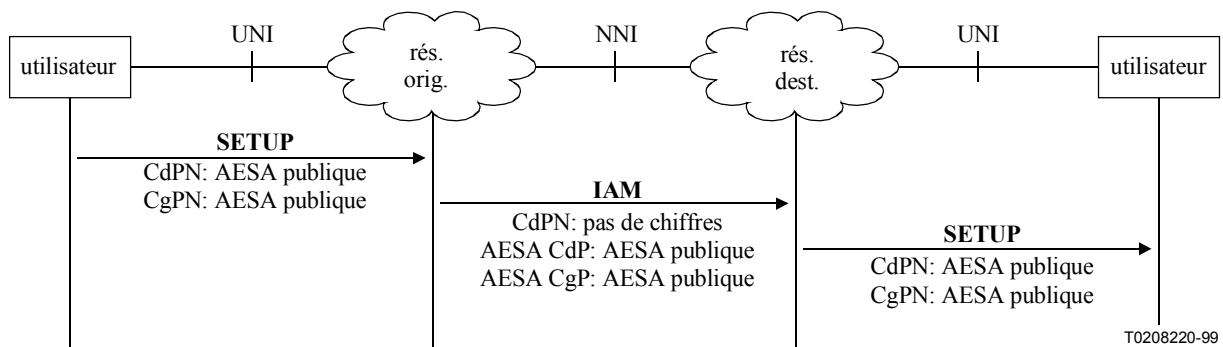 UNI
NNI
UNI
utilisateur
rés.
orig.
rés.
dest.
utilisateur
SETUP
CdPN: AESA publique
CgPN: AESA publique
IAM
CdPN: pas de chiffres
AESA CdP: AESA publique
AESA CgP: AESA publique
SETUP
CdPN: AESA publique
CgPN: AESA publique
T0208220-99